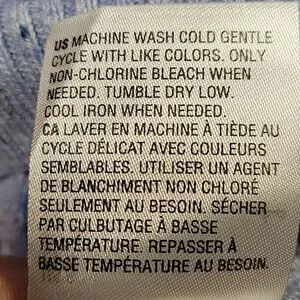 US MACHINE WASH COLD GENTLE
CYCLE WITH LIKE COLORS. ONLY
NON-CHLORINE BLEACH WHEN
NEEDED. TUMBLE DRY LOW.
COOL IRON WHEN NEEDED.
CA LAVER EN MACHINE À TIÈDE AU
CYCLE DÉLICAT AVEC COULEURS
SEMBLABLES. UTILISER UN AGENT
DE BLANCHIMENT NON CHLORÉ
SEULEMENT AU BESOIN. SÉCHER
PAR CULBUTAGE À BASSE
TEMPÉRATURE. REPASSER À
BASSE TEMPÉRATURE AU BESOIN.